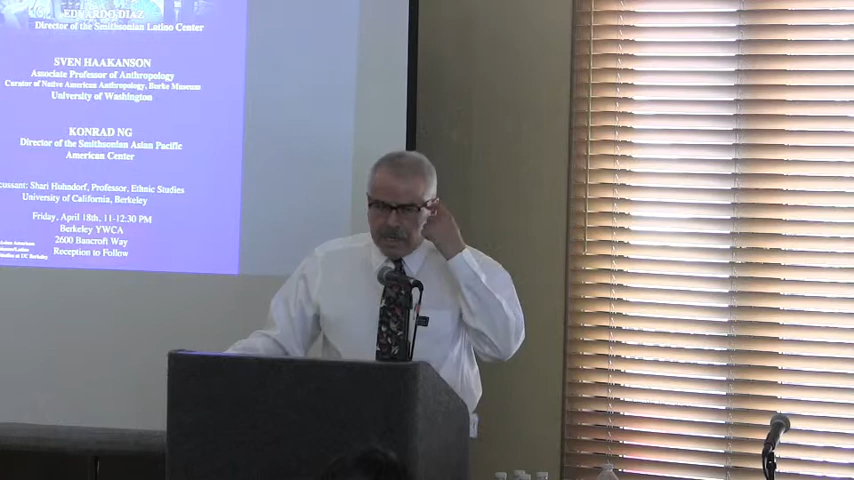 EDUARDO DIAZ
Director of the Smithsonian Latino Center
SVEN HAAKANSON
Associate Professor of Anthropology,
Curator of Native American Anthropology, Burke Museum
University of Washington
KONRAD NG
Director of the Smithsonian Asian Pacific
American Center
cussant: Shari Huhndorf, Professor, Ethnic Studies
University of California, Berkeley
Friday, April 18th, 11-12:30 PM
Berkeley YWCA
2600 Bancroft Way
Reception to Follow